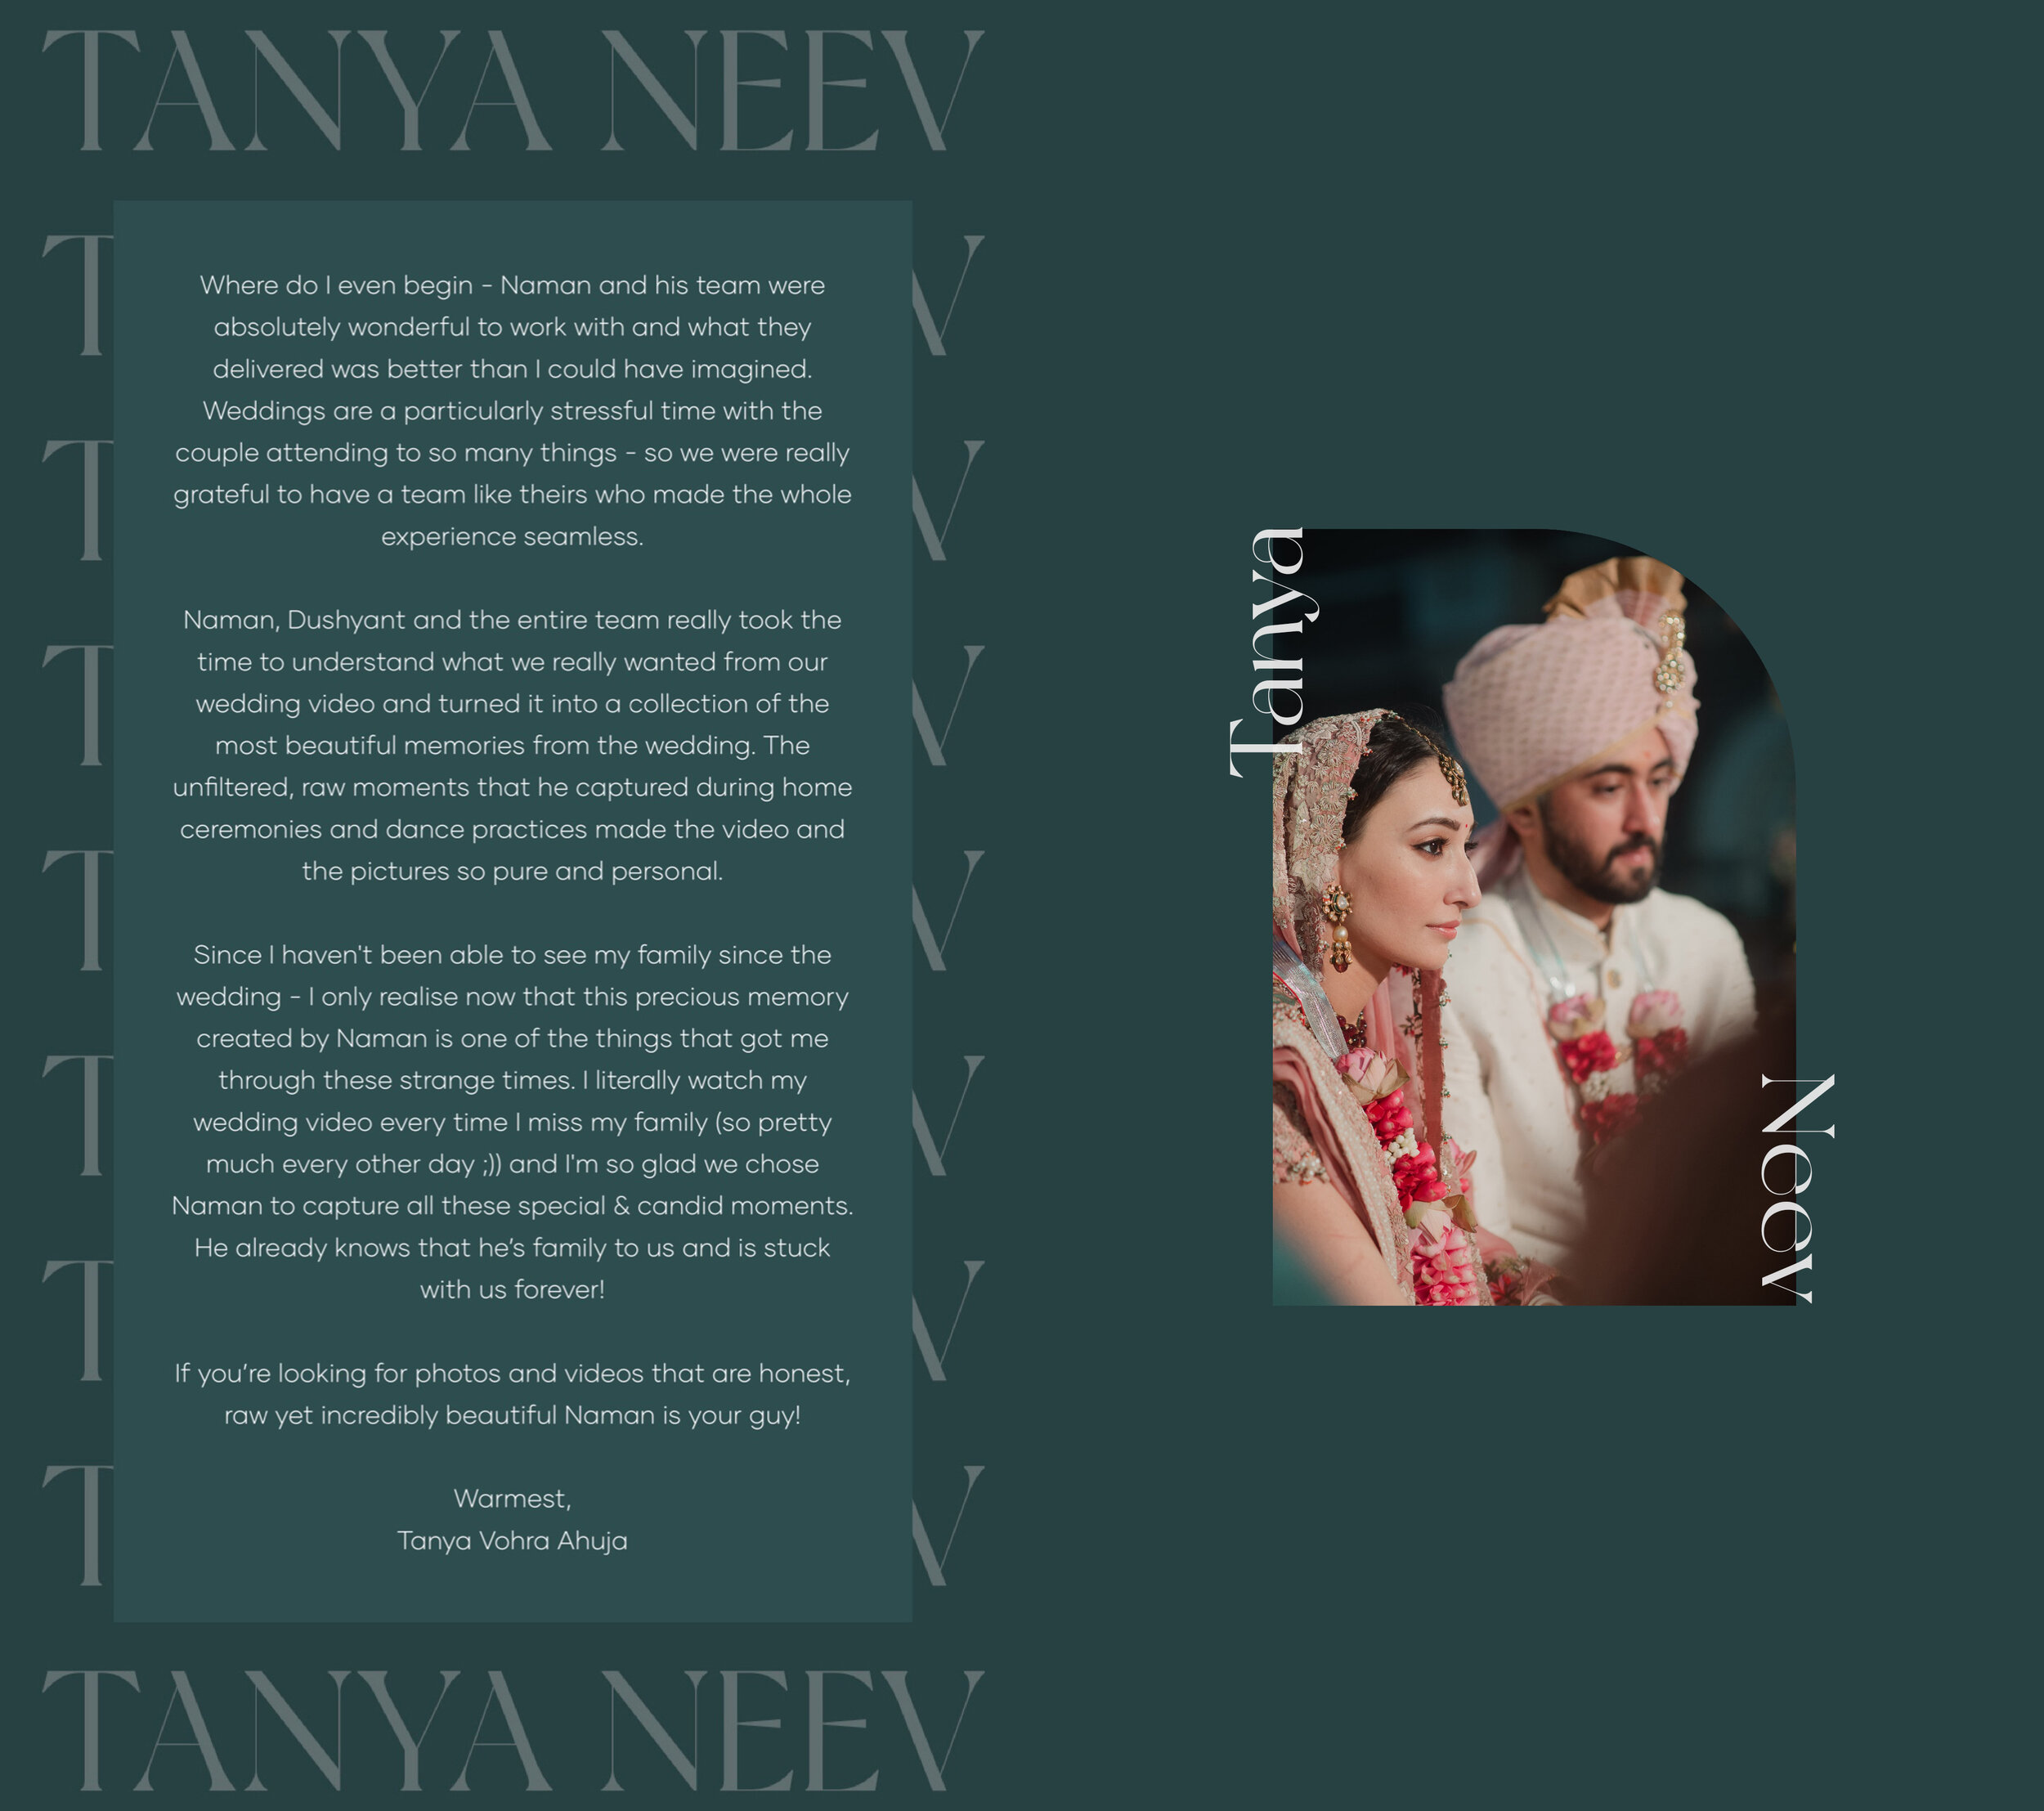 TANYA NEEV
Where do I even begin - Naman and his team were
absolutely wonderful to work with and what they
delivered was better than I could have imagined.
Weddings are a particularly stressful time with the
couple attending to so many things - so we were really
grateful to have a team like theirs who made the whole
experience seamless.
Naman, Dushyant and the entire team really took the
time to understand what we really wanted from our
wedding video and turned it into a collection of the
most beautiful memories from the wedding. The
unfiltered, raw moments that he captured during home
ceremonies and dance practices made the video and
the pictures so pure and personal.
Since I haven't been able to see my family since the
wedding - I only realise now that this precious memory
created by Naman is one of the things that got me
through these strange times. I literally watch my
wedding video every time I miss my family (so pretty
much every other day ;)) and I'm so glad we chose
Naman to capture all these special & candid moments.
He already knows that he’s family to us and is stuck
with us forever!
If you’re looking for photos and videos that are honest,
raw yet incredibly beautiful Naman is your guy!
Warmest,
Tanya Vohra Ahuja
TANYA NEEV
Tanya
Neev